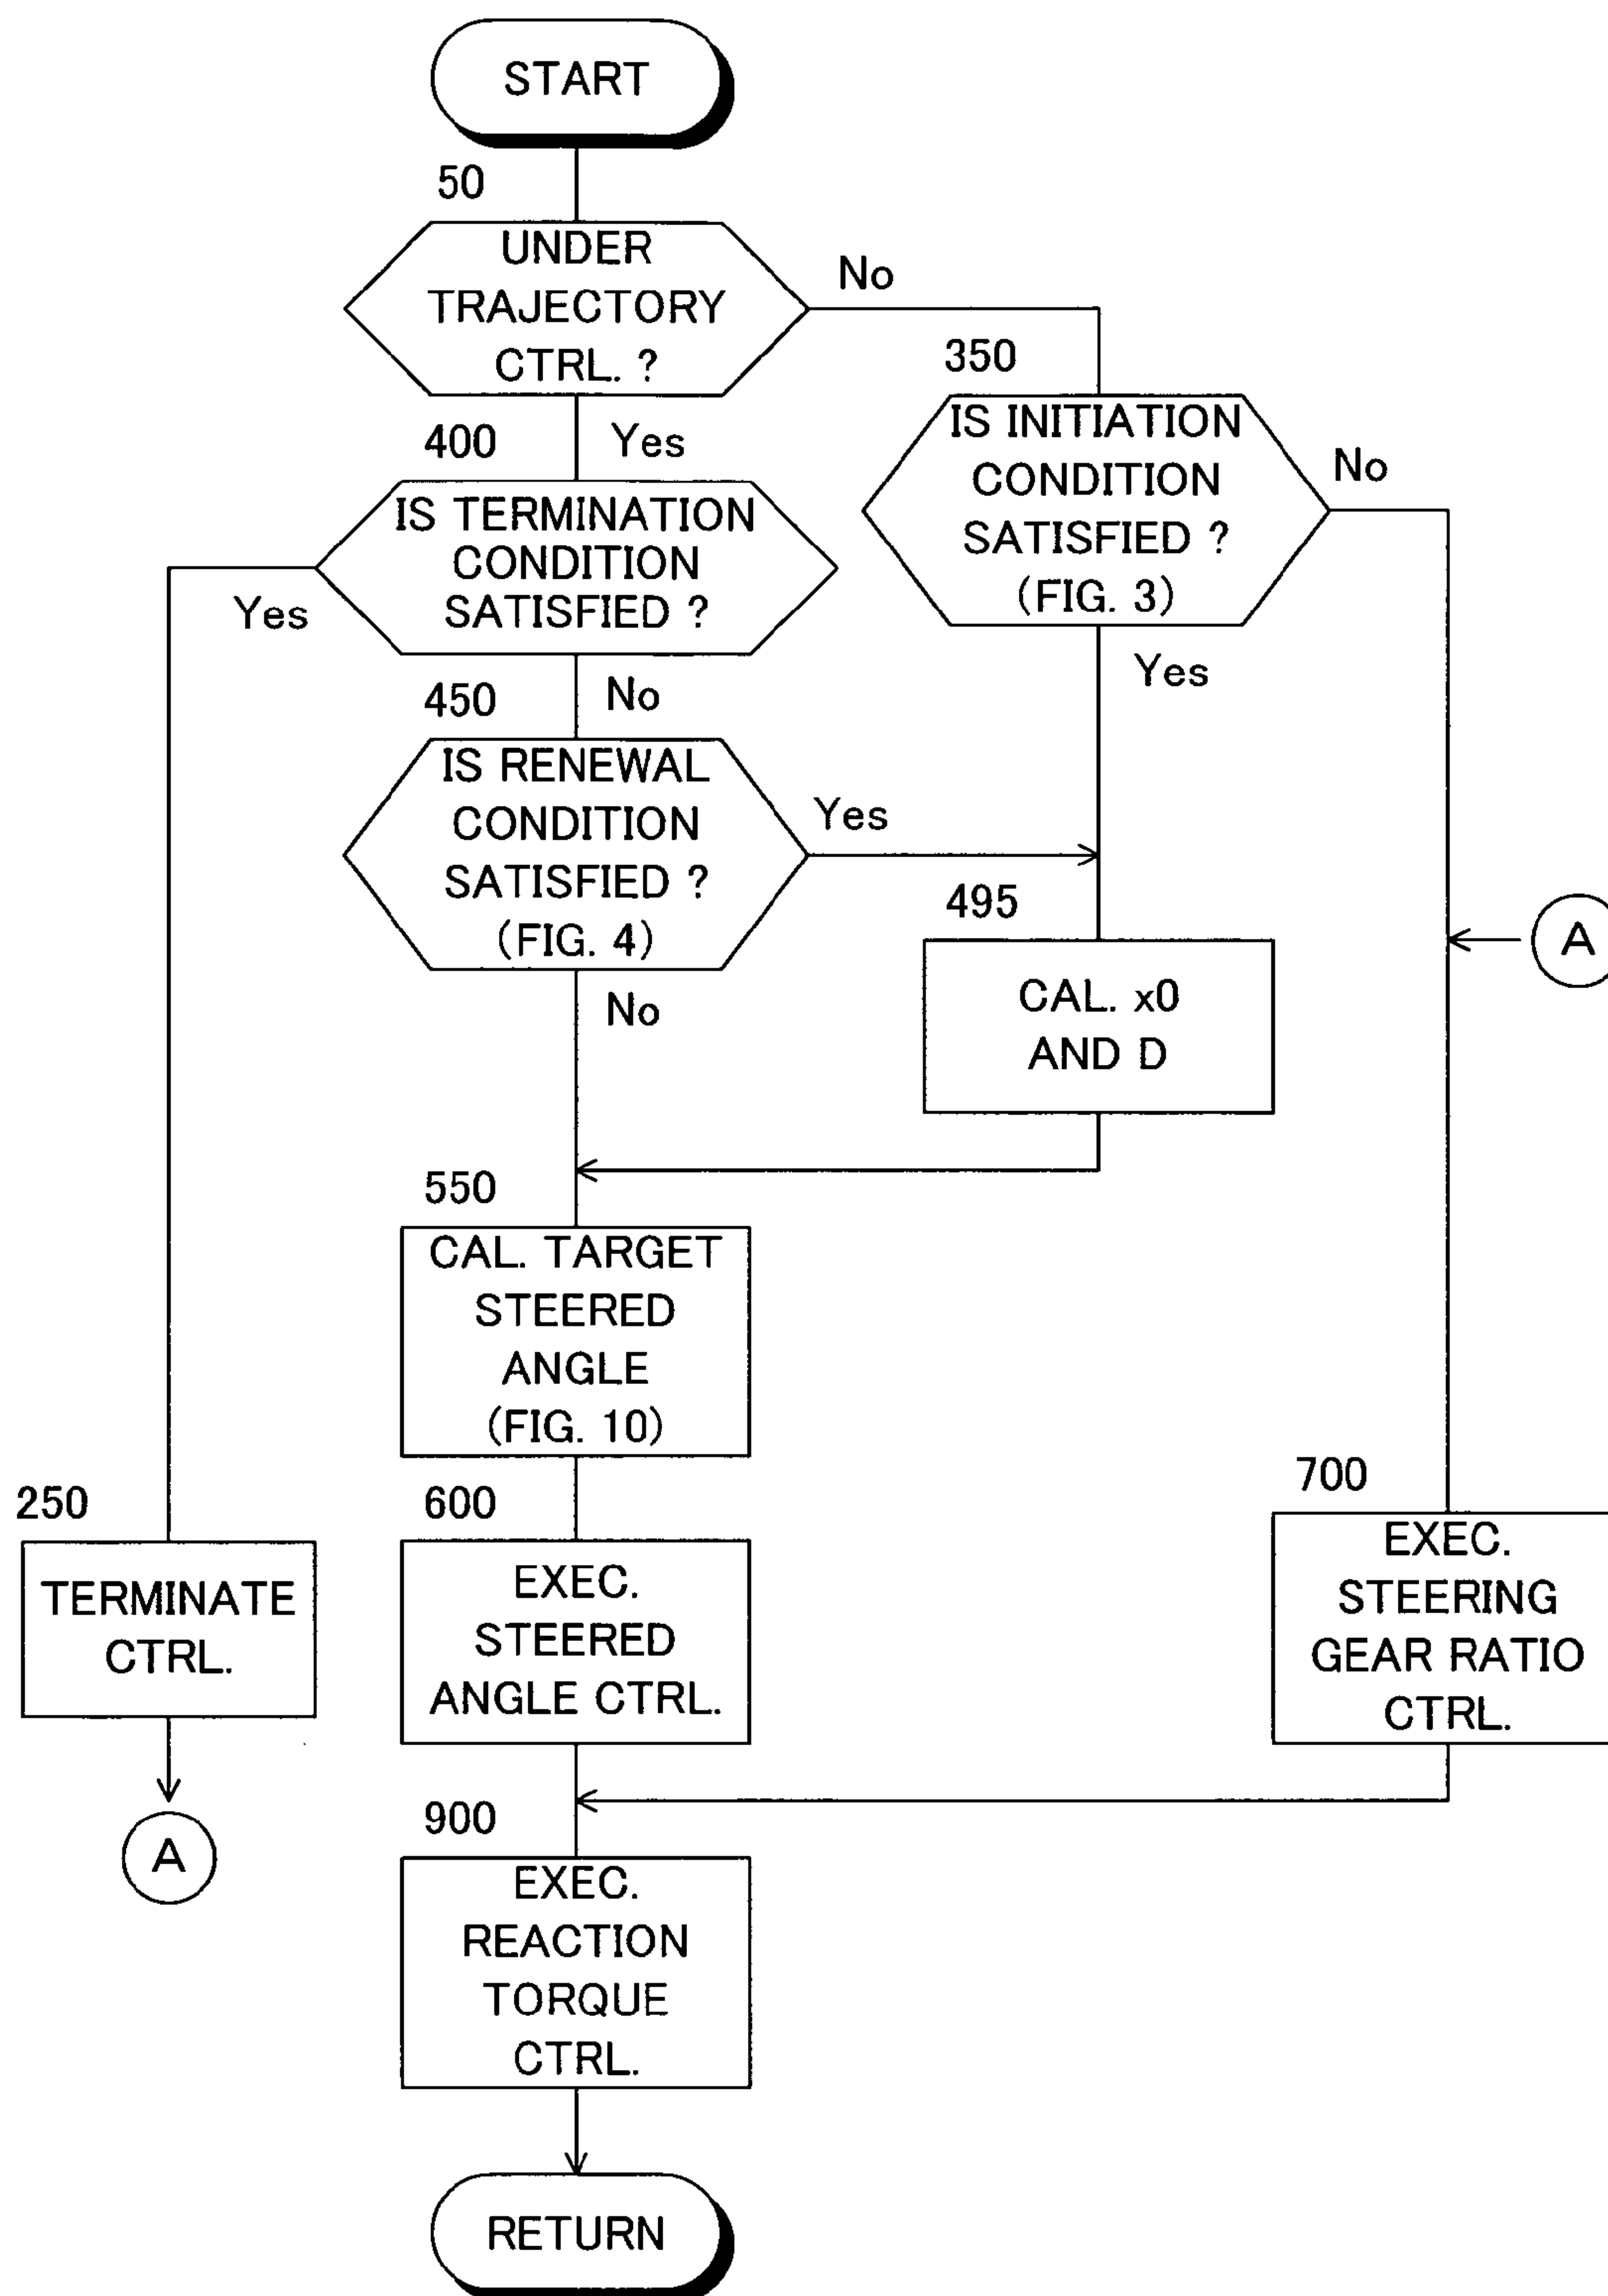 START
50
UNDER
TRAJECTORY
CTRL. ?
No
Yes
350
IS INITIATION
CONDITION
SATISFIED ?
(FIG. 3)
No
Yes
400
IS TERMINATION
CONDITION
SATISFIED ?
Yes
No
450
IS RENEWAL
CONDITION
SATISFIED ?
(FIG. 4)
Yes
No
495
CAL. x0
AND D
A
550
CAL. TARGET
STEERED
ANGLE
(FIG. 10)
250
TERMINATE
CTRL.
A
600
EXEC.
STEERED
ANGLE CTRL.
700
EXEC.
STEERING
GEAR RATIO
CTRL.
900
EXEC.
REACTION
TORQUE
CTRL.
RETURN